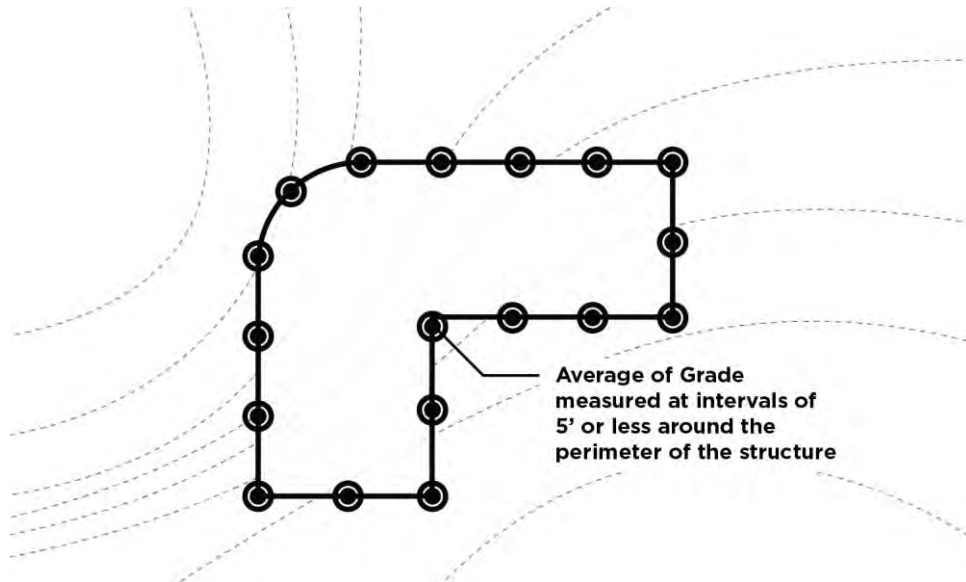 Average of Grade
measured at intervals of
5' or less around the
perimeter of the structure